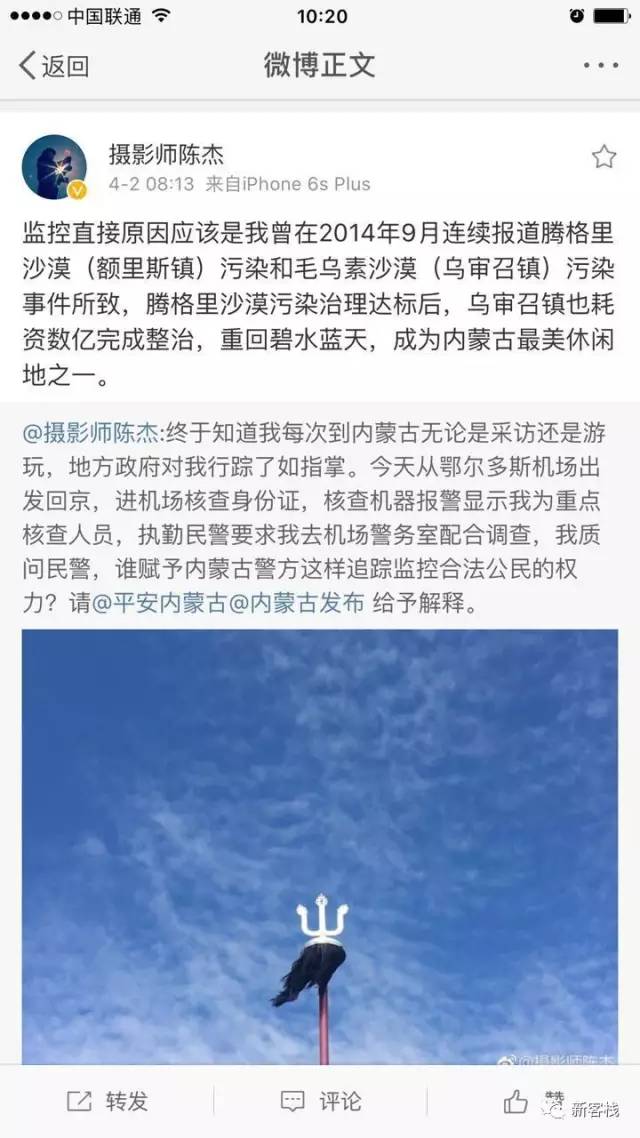 中国联通
10:20
返回
微博正文
摄影师陈杰
4-2 08:13 来自iPhone 6s Plus
监控直接原因应该是我曾在2014年9月连续报道腾格里
沙漠（额里斯镇）污染和毛乌素沙漠（乌审召镇）污染
事件所致，腾格里沙漠污染治理达标后，乌审召镇也耗
资数亿完成整治，重回碧水蓝天，成为内蒙古最美休闲
地之一。
@摄影师陈杰:终于知道我每次到内蒙古无论是采访还是游
玩，地方政府对我行踪了如指掌。今天从鄂尔多斯机场出
发回京，进机场核查身份证，核查机器报警显示我为重点
核查人员，执勤民警要求我去机场警务室配合调查，我质
问民警，谁赋予内蒙古警方这样追踪监控合法公民的权
力？请@平安内蒙古@内蒙古发布 给予解释。
@摄影师陈杰
转发
评论
赞
新客栈